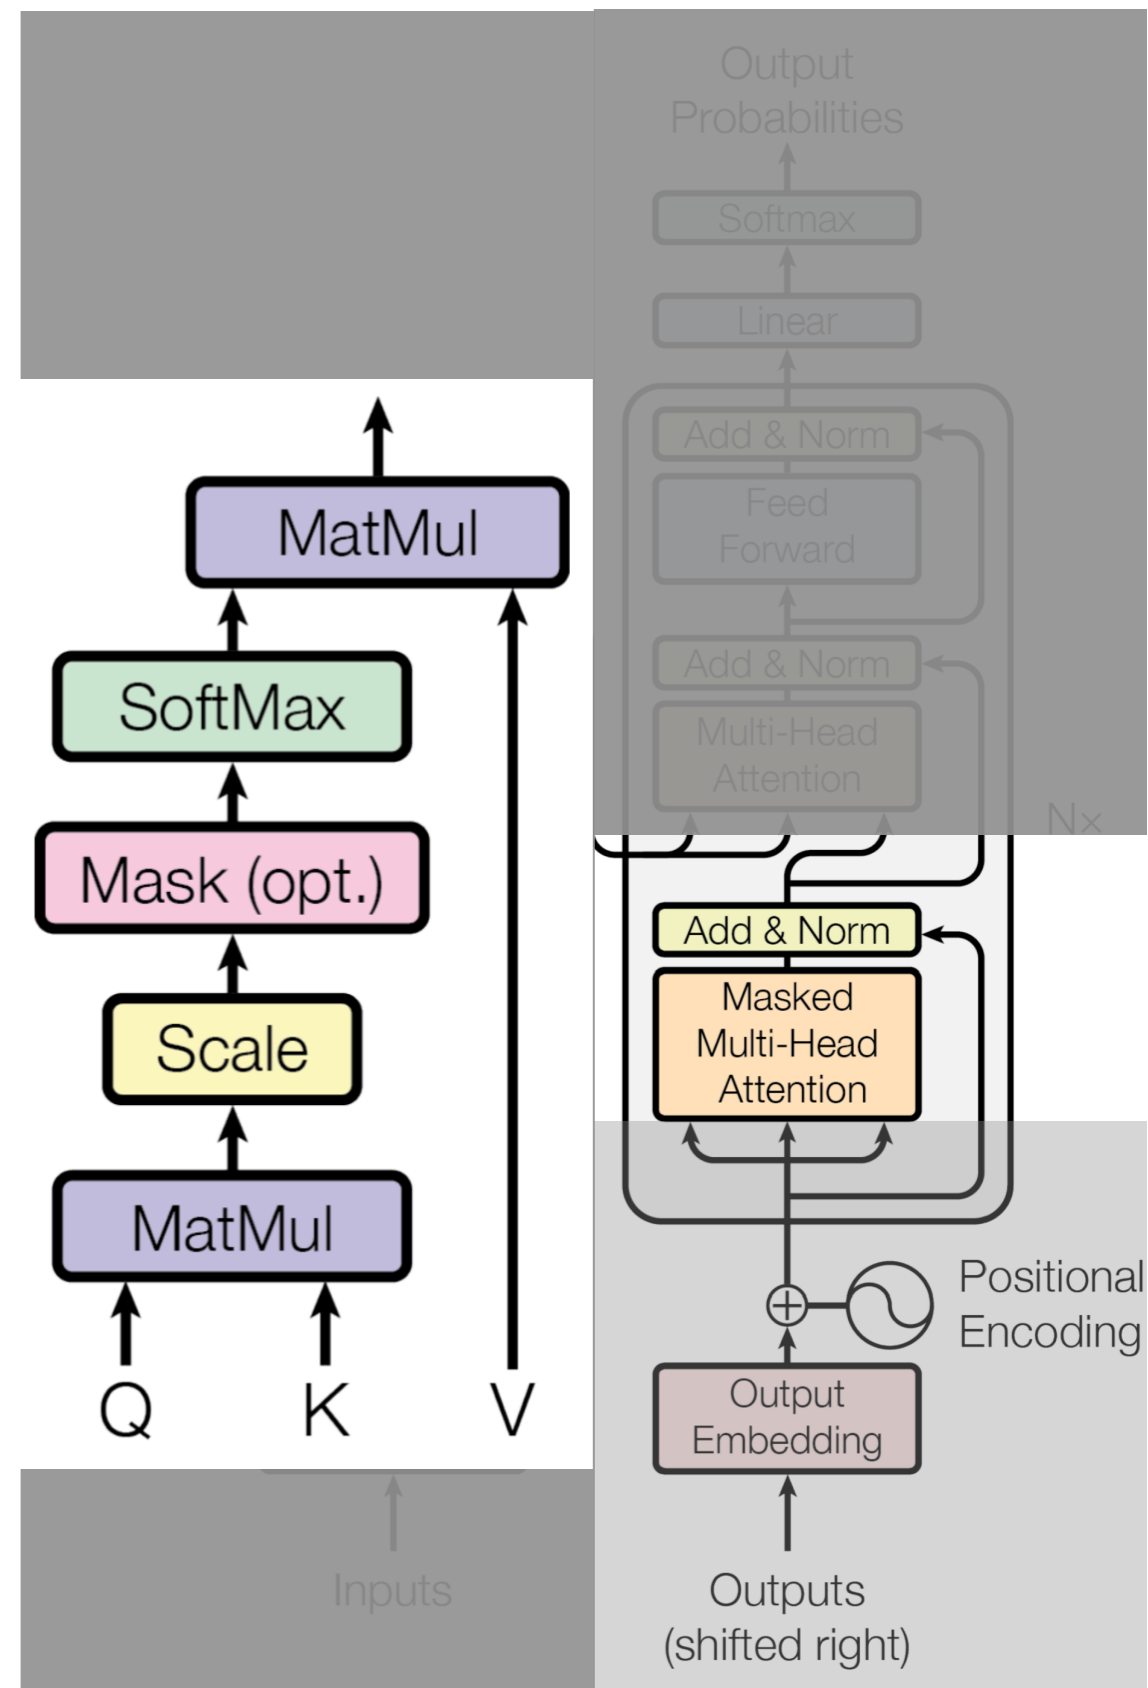 MatMul
SoftMax
Mask (opt.)
Scale
MatMul
Q K V
Inputs
Output
Probabilities
Softmax
Linear
Add & Norm
Feed
Forward
Add & Norm
Multi-Head
Attention
N×
Add & Norm
Masked
Multi-Head
Attention
Positional
Encoding
Output
Embedding
Outputs
(shifted right)